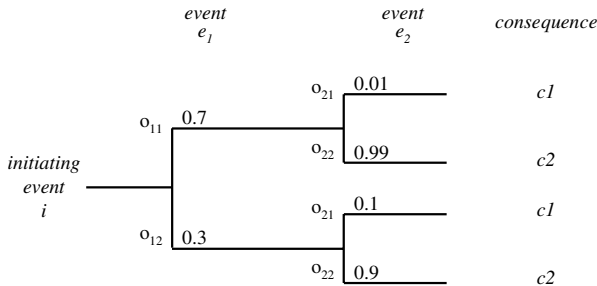 event
e₁
event
e₂
consequence
o₂₁ 0.01 c1
o₁₁ 0.7
o₂₂ 0.99 c2
initiating
event
i
o₂₁ 0.1 c1
o₁₂ 0.3
o₂₂ 0.9 c2